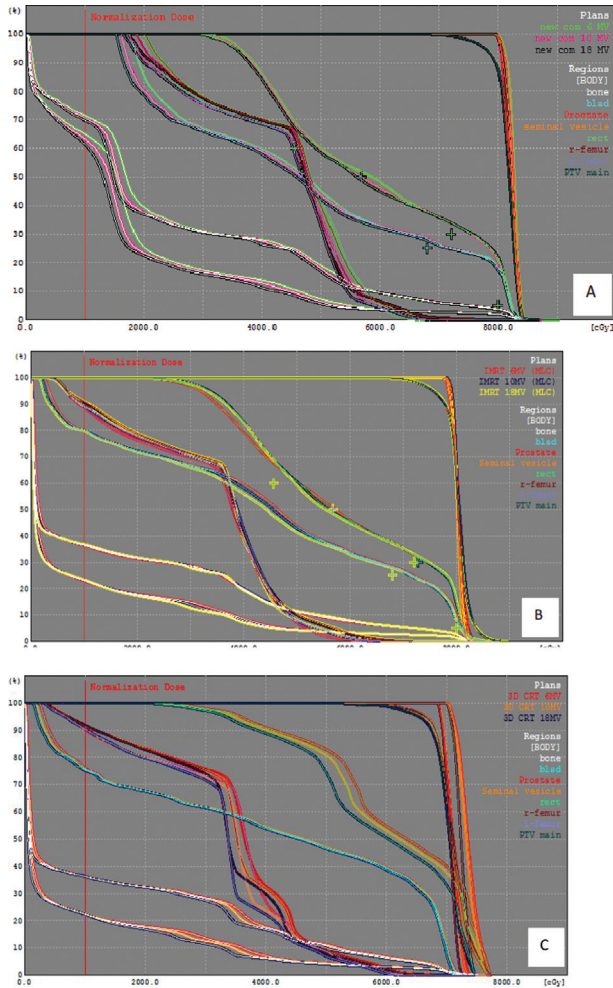 (%)
Normalization Dose
Plans
new com 6 MV
new com 10 MV
new com 18 MV
Regions
[BODY]
bone
blad
Prostate
seminal vesicle
rect
r-femur
PTV main
100
90
80
70
60
50
40
30
20
10
0
0.0 2000.0 4000.0 6000.0 8000.0 [cGy]
A
(%)
Normalization Dose
Plans
IMRT 6MV (MLC)
IMRT 10MV (MLC)
IMRT 18MV (MLC)
Regions
[BODY]
bone
blad
Prostate
Seminal vesicle
rect
r-femur
PTV main
100
90
80
70
60
50
40
30
20
10
0
B
(%)
Normalization Dose
Plans
3D CRT 6MV
3D CRT 10MV
3D CRT 18MV
Regions
[BODY]
bone
blad
Prostate
Seminal vesicle
rect
r-femur
l-femur
PTV main
100
90
80
70
60
50
40
30
20
10
0
0.0 2000.0 4000.0 6000.0 8000.0 [cGy]
C